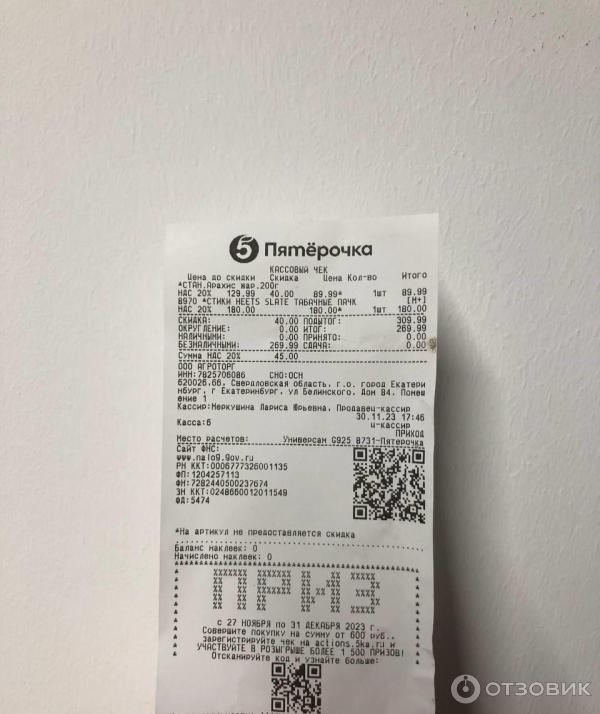 5 Пятёрочка
КАССОВЫЙ ЧЕК
Цена до скидки Скидка Цена Кол-во Итого
*СТАН.Арахис жар.200г
НДС 20% 129.99 40.00 89.99* 1шт 89.99
8970 *СТИКИ HEETS SLATE ТАБАЧНЫЕ ПАЧК [М+]
НДС 20% 180.00 180.00* 1шт 180.00
СКИДКА: 40.00 ПОДЫТОГ: 309.99
ОКРУГЛЕНИЕ: 0.00 ИТОГ: 269.99
НАЛИЧНЫМИ: 0.00 ПРИНЯТО: 0.00
БЕЗНАЛИЧНЫМИ: 269.99 СДАЧА: 0.00
Сумма НДС 20% 45.00
ООО АГРОТОРГ
ИНН:7825706086 СНО:ОСН
620026,66, Свердловская область, г.о. город Екатери
нбург, г Екатеринбург, ул Белинского, Дом 84, Помещ
ение 1
Кассир:Меркушина Лариса Юрьевна, Продавец-кассир
30.11.23 17:46
Касса:6 ц-кассир
ПРИХОД
Место расчетов: Универсам G925 8731-Пятерочка
Сайт ФНС:
www.nalog.gov.ru
РН ККТ:0006777326001135
ФП:1204257113
ФН:7282440500237674
ЗН ККТ:0248660012011549
ФД:5474
*На артикул не предоставляется скидка
Баланс наклеек: 0
Начислено наклеек: 0
ПРИЗ
с 27 НОЯБРЯ по 31 ДЕКАБРЯ 2023 г.
Совершите покупку на сумму от 600 руб.,
зарегистрируйте чек на actions.5ka.ru и
УЧАСТВУЙТЕ В РОЗЫГРЫШЕ БОЛЕЕ 1 500 ПРИЗОВ!
Отсканируйте код и узнайте больше:
ОТЗОВИК